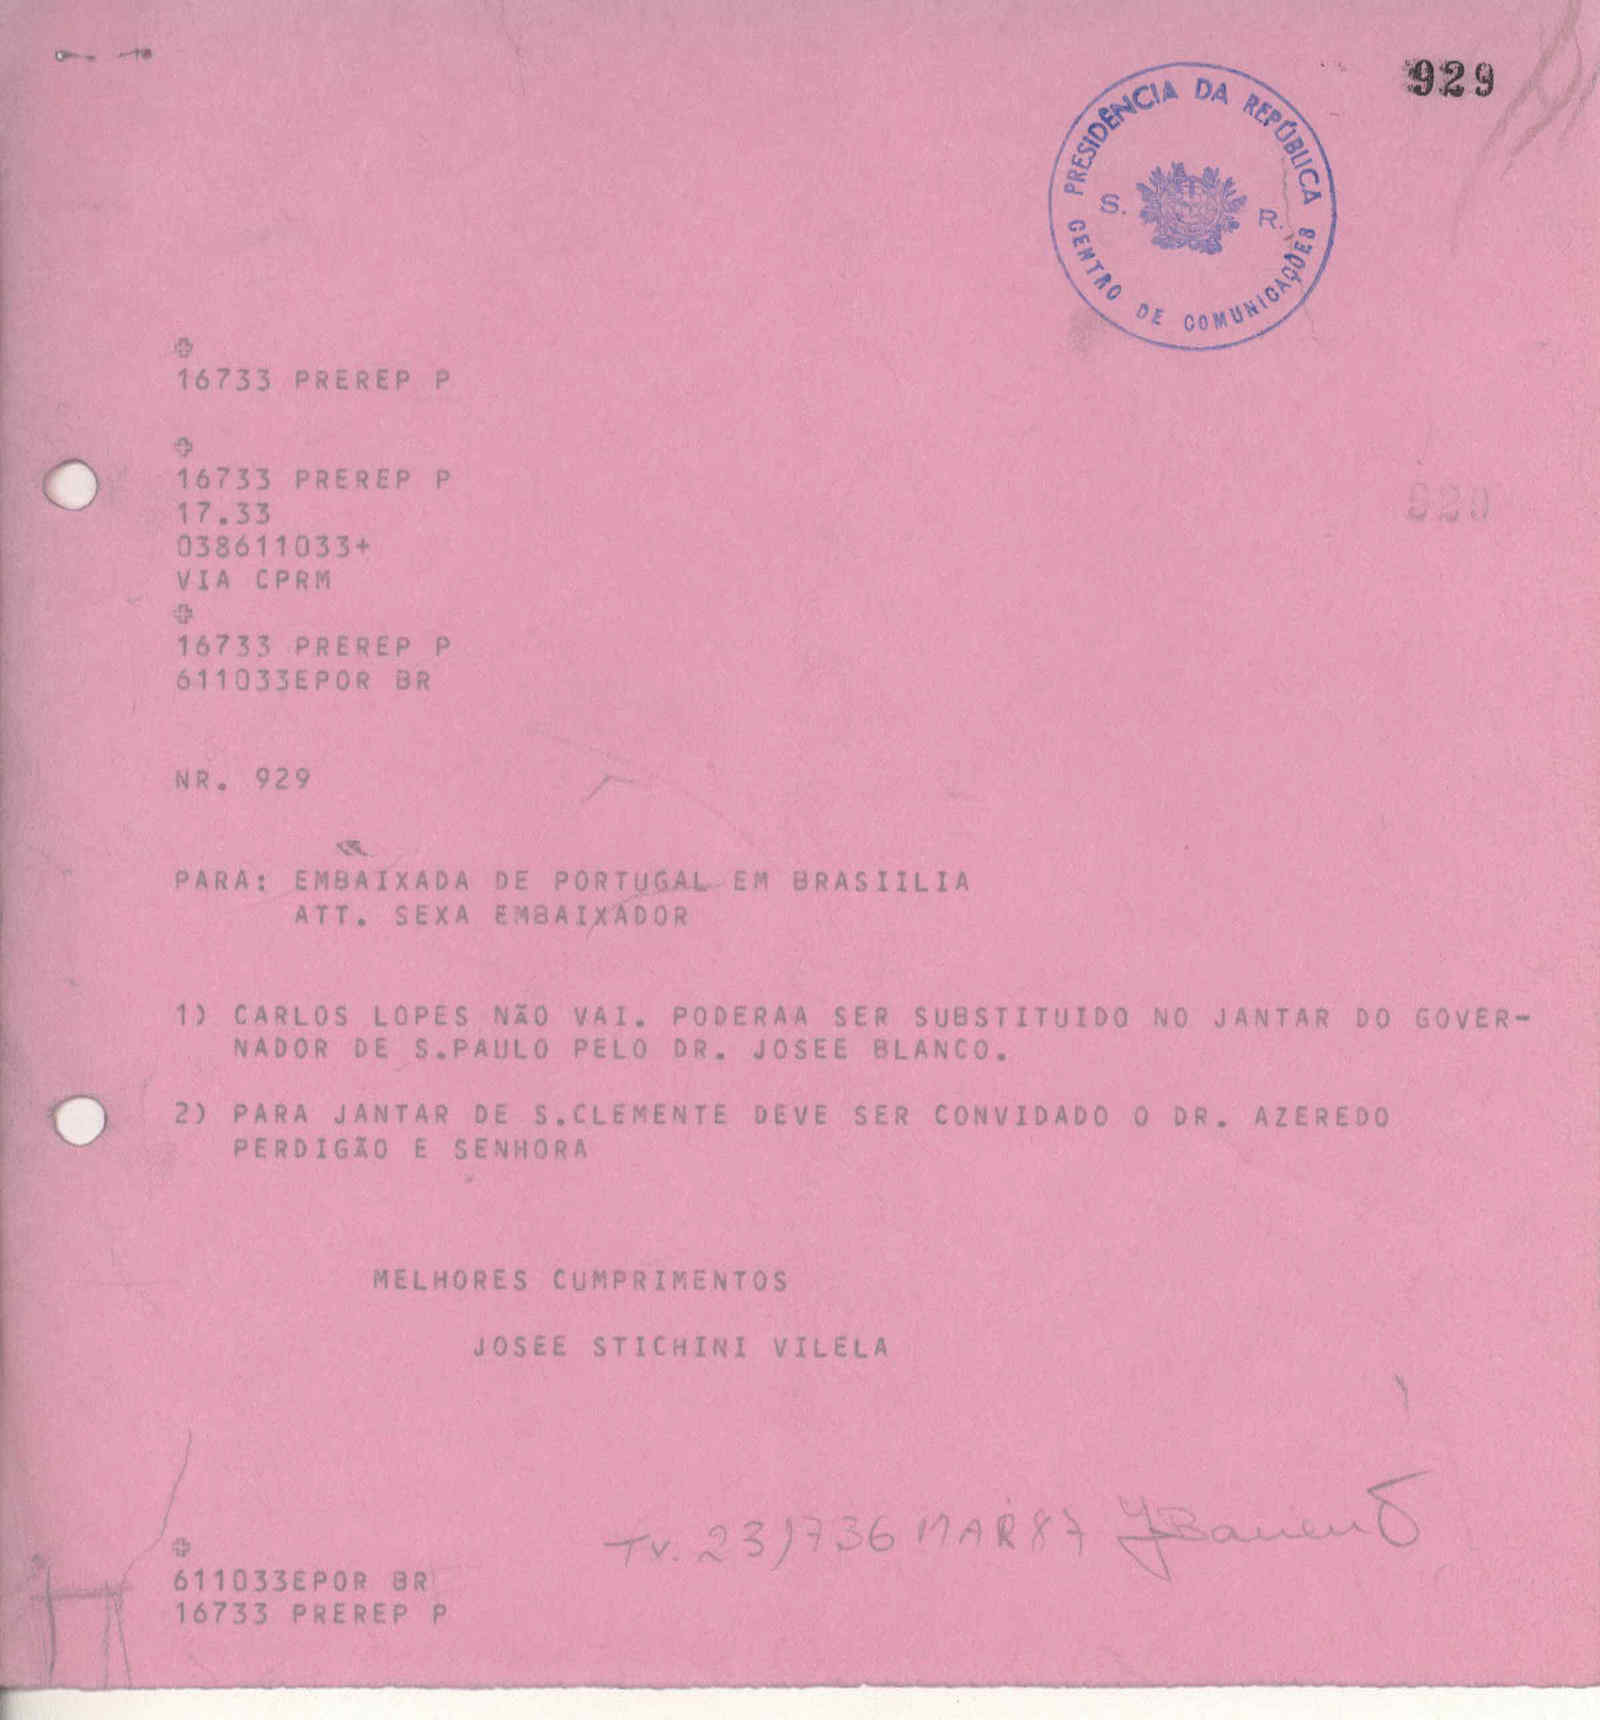 929
PRESIDÊNCIA DA REPÚBLICA
S. R.
CENTRO DE COMUNICAÇÕES
16733 PREREP P
16733 PREREP P
929
17.33
038611033+
VIA CPRM
16733 PREREP P
611033EPOR BR
NR. 929
PARA: EMBAIXADA DE PORTUGAL EM BRASIILIA
ATT. SEXA EMBAIXADOR
1) CARLOS LOPES NÃO VAI. PODERAA SER SUBSTITUIDO NO JANTAR DO GOVER-
NADOR DE S.PAULO PELO DR. JOSEE BLANCO.
2) PARA JANTAR DE S.CLEMENTE DEVE SER CONVIDADO O DR. AZEREDO
PERDIGÃO E SENHORA
MELHORES CUMPRIMENTOS
JOSEE STICHINI VILELA
Tv. 231736 MAR 87
611033EPOR BR
16733 PREREP P